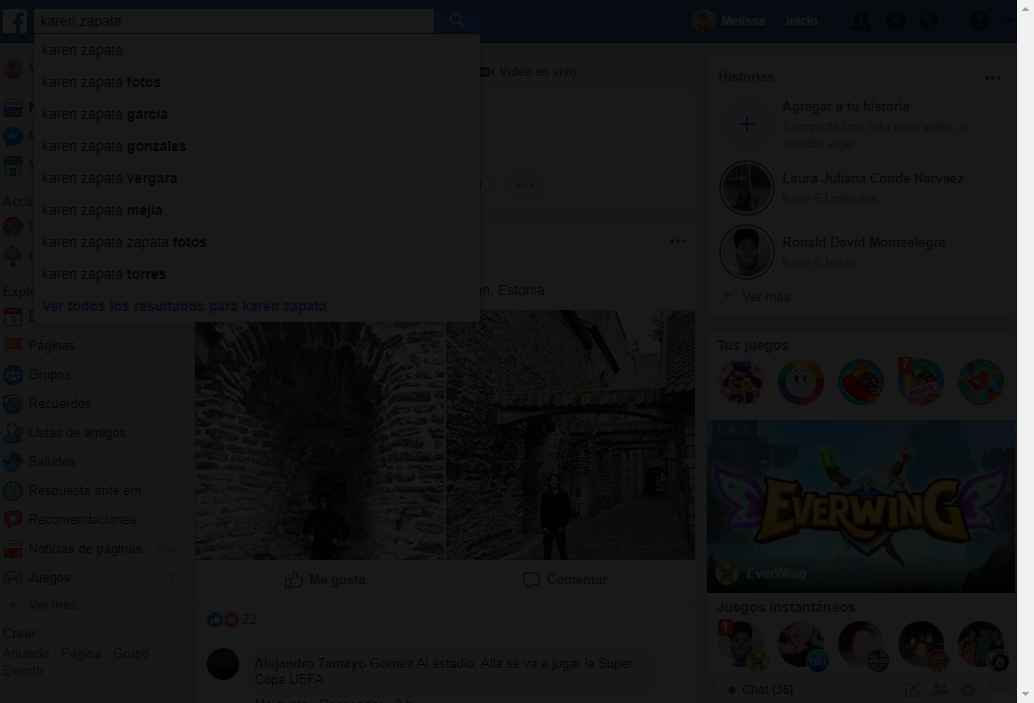 karen zapata
Melissa
Inicio
karen zapata
karen zapata fotos
karen zapata garcia
karen zapata gonzales
karen zapata vergara
karen zapata mejia
karen zapata zapata fotos
karen zapata torres
Ver todos los resultados para karen zapata
Video en vivo
Estonia
Páginas
Grupos
Recuerdos
Listas de amigos
Saludos
Respuesta ante em...
Recomendaciones
Noticias de páginas 20+
Juegos 7
Ver más...
Crear
Anuncio Página Grupo
Evento
Me gusta
Comentar
22
Alejandro Tamayo Gómez Al estadio. Alla se va a jugar la Super
Copa UEFA
Historias
Agregar a tu historia
Comparte una foto o un video, o
escribe algo
Laura Juliana Conde Narvaez
hace 53 minutos
Ronald David Montealegre
hace 8 horas
Ver más
Tus juegos
7
EVERWING
EverWing
Juegos instantáneos
1
Chat (36)